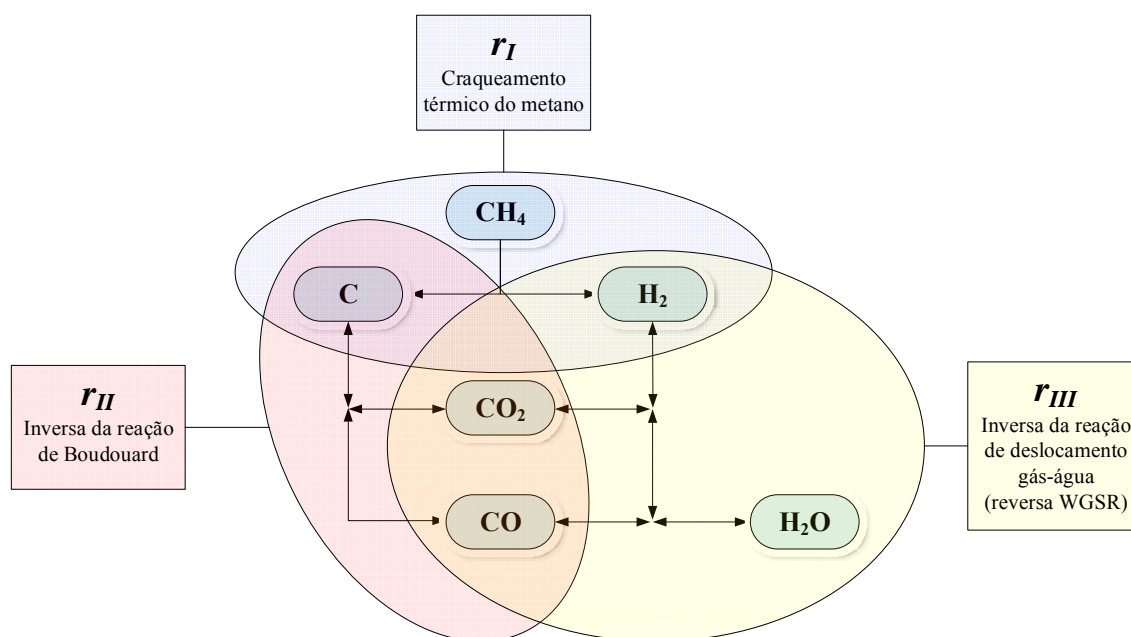 r_I
Craqueamento
térmico do metano
CH₄
C
H₂
r_II
Inversa da reação
de Boudouard
CO₂
r_III
Inversa da reação
de deslocamento
gás-água
(reversa WGSR)
CO
H₂O